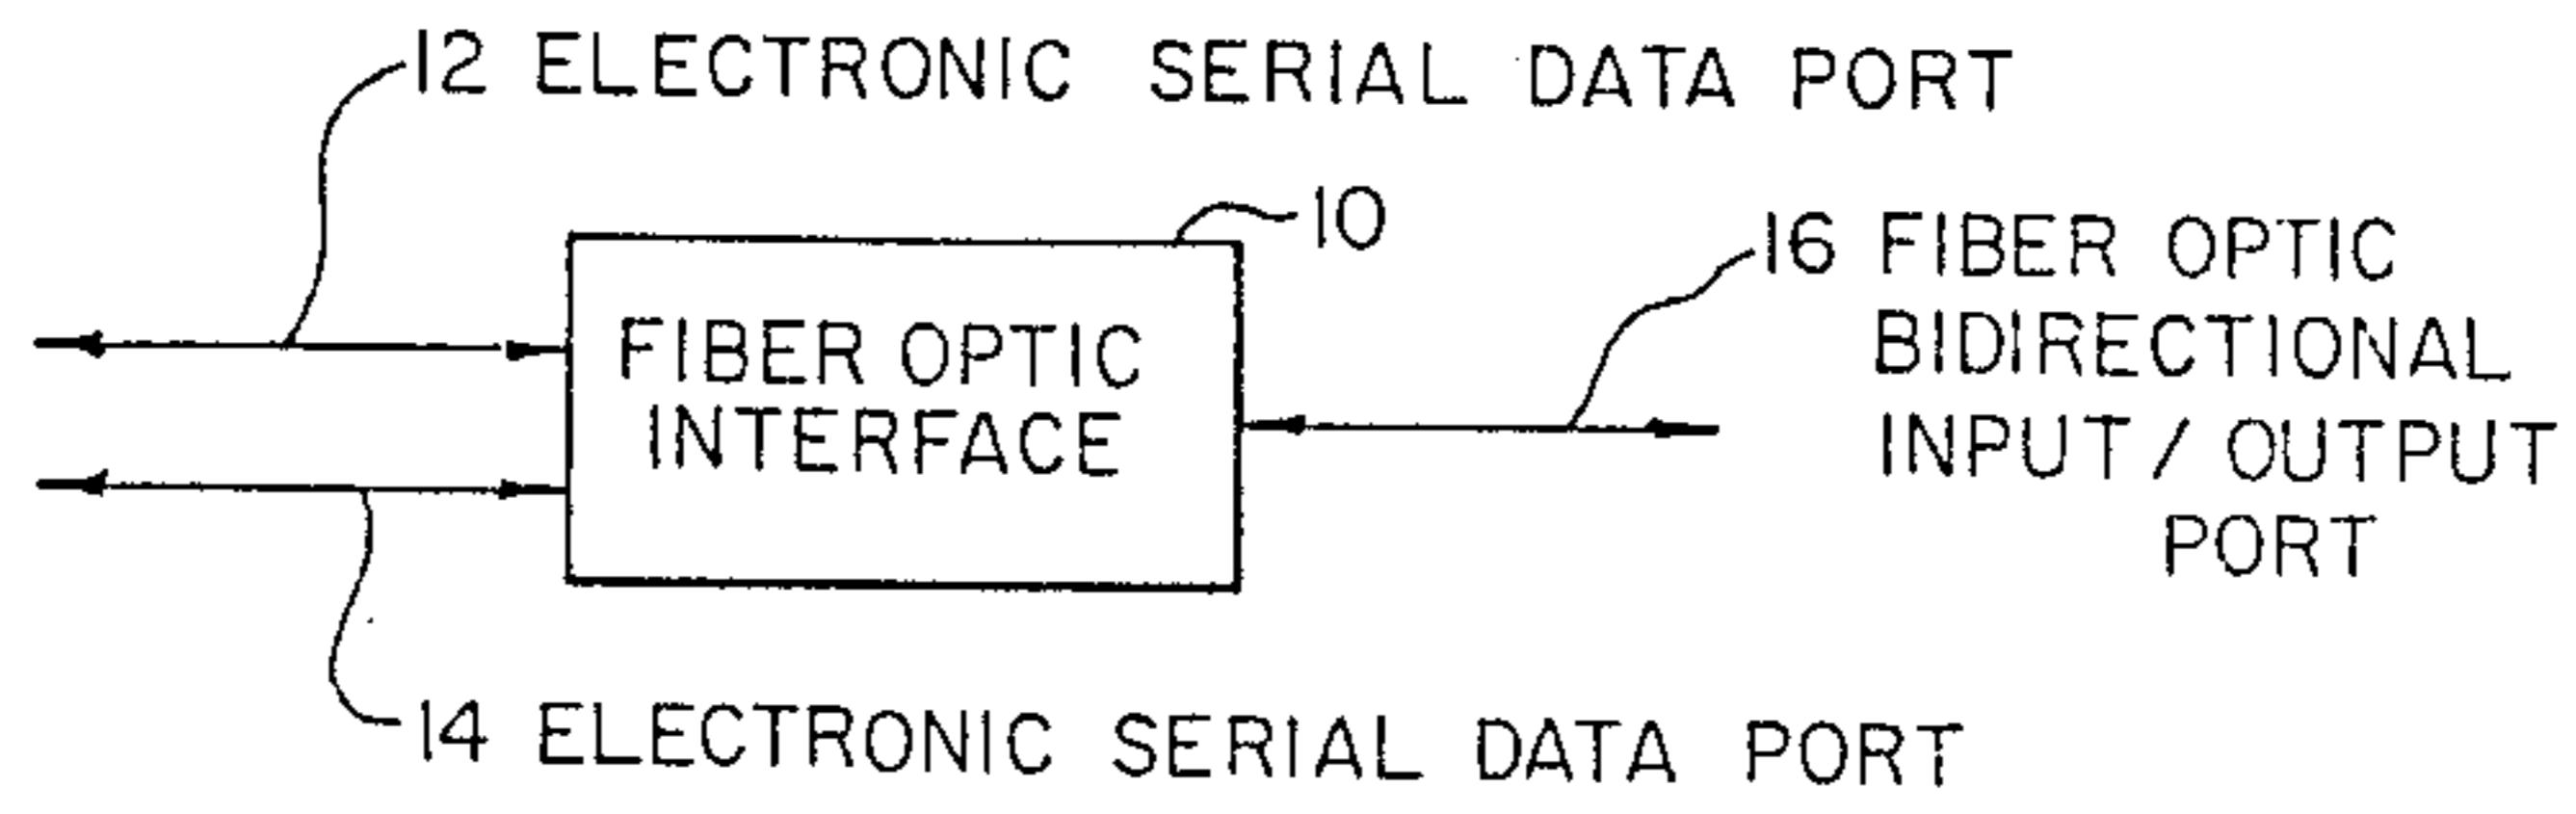 12 ELECTRONIC SERIAL DATA PORT
10
FIBER OPTIC
INTERFACE
16 FIBER OPTIC
BIDIRECTIONAL
INPUT / OUTPUT
PORT
14 ELECTRONIC SERIAL DATA PORT